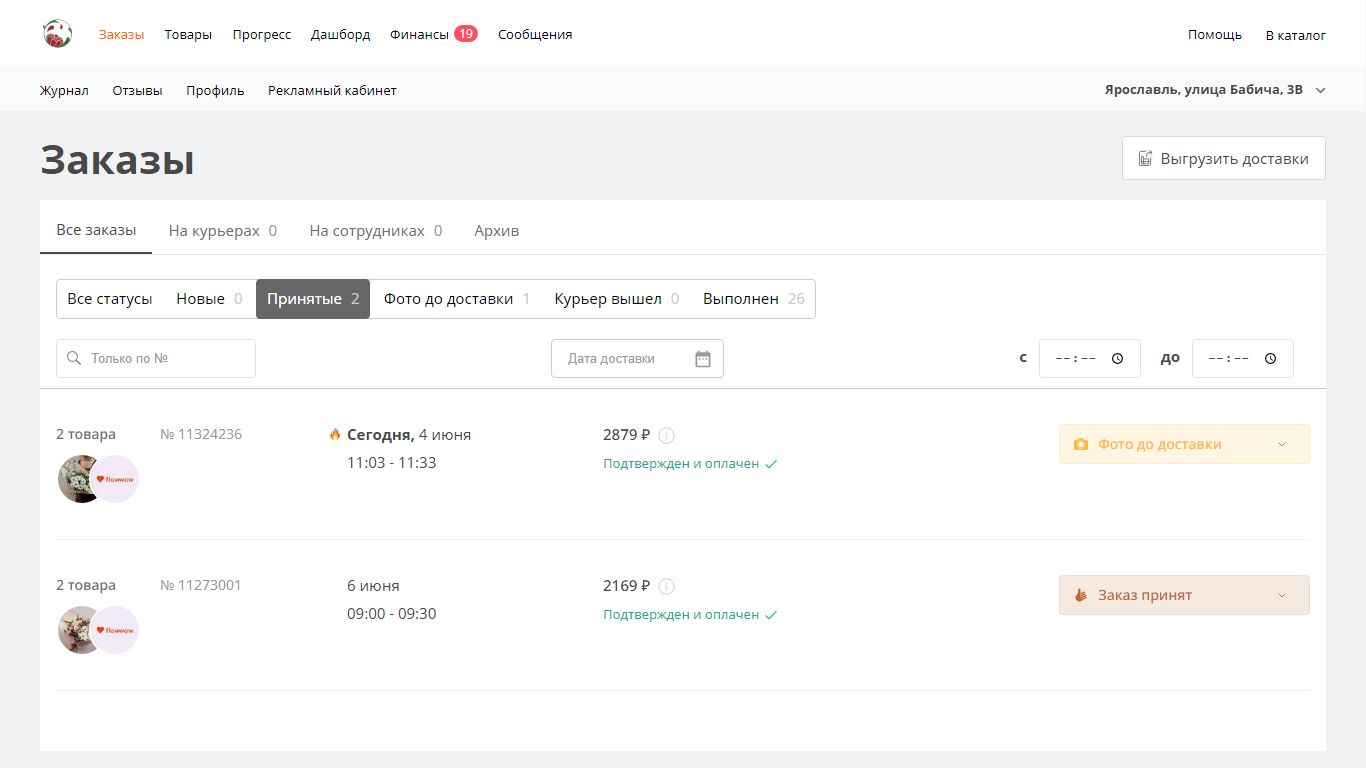 Заказы Товары Прогресс Дашборд Финансы 19 Сообщения Помощь В каталог
Журнал Отзывы Профиль Рекламный кабинет Ярославль, улица Бабича, 3В
Заказы Выгрузить доставки
Все заказы На курьерах 0 На сотрудниках 0 Архив
Все статусы Новые 0 Принятые 2 Фото до доставки 1 Курьер вышел 0 Выполнен 26
Только по № Дата доставки с --:-- до --:--
2 товара № 11324236 Сегодня, 4 июня 2879 ₽ Фото до доставки
11:03 - 11:33 Подтвержден и оплачен
flowwow
2 товара № 11273001 6 июня 2169 ₽ Заказ принят
09:00 - 09:30 Подтвержден и оплачен
flowwow